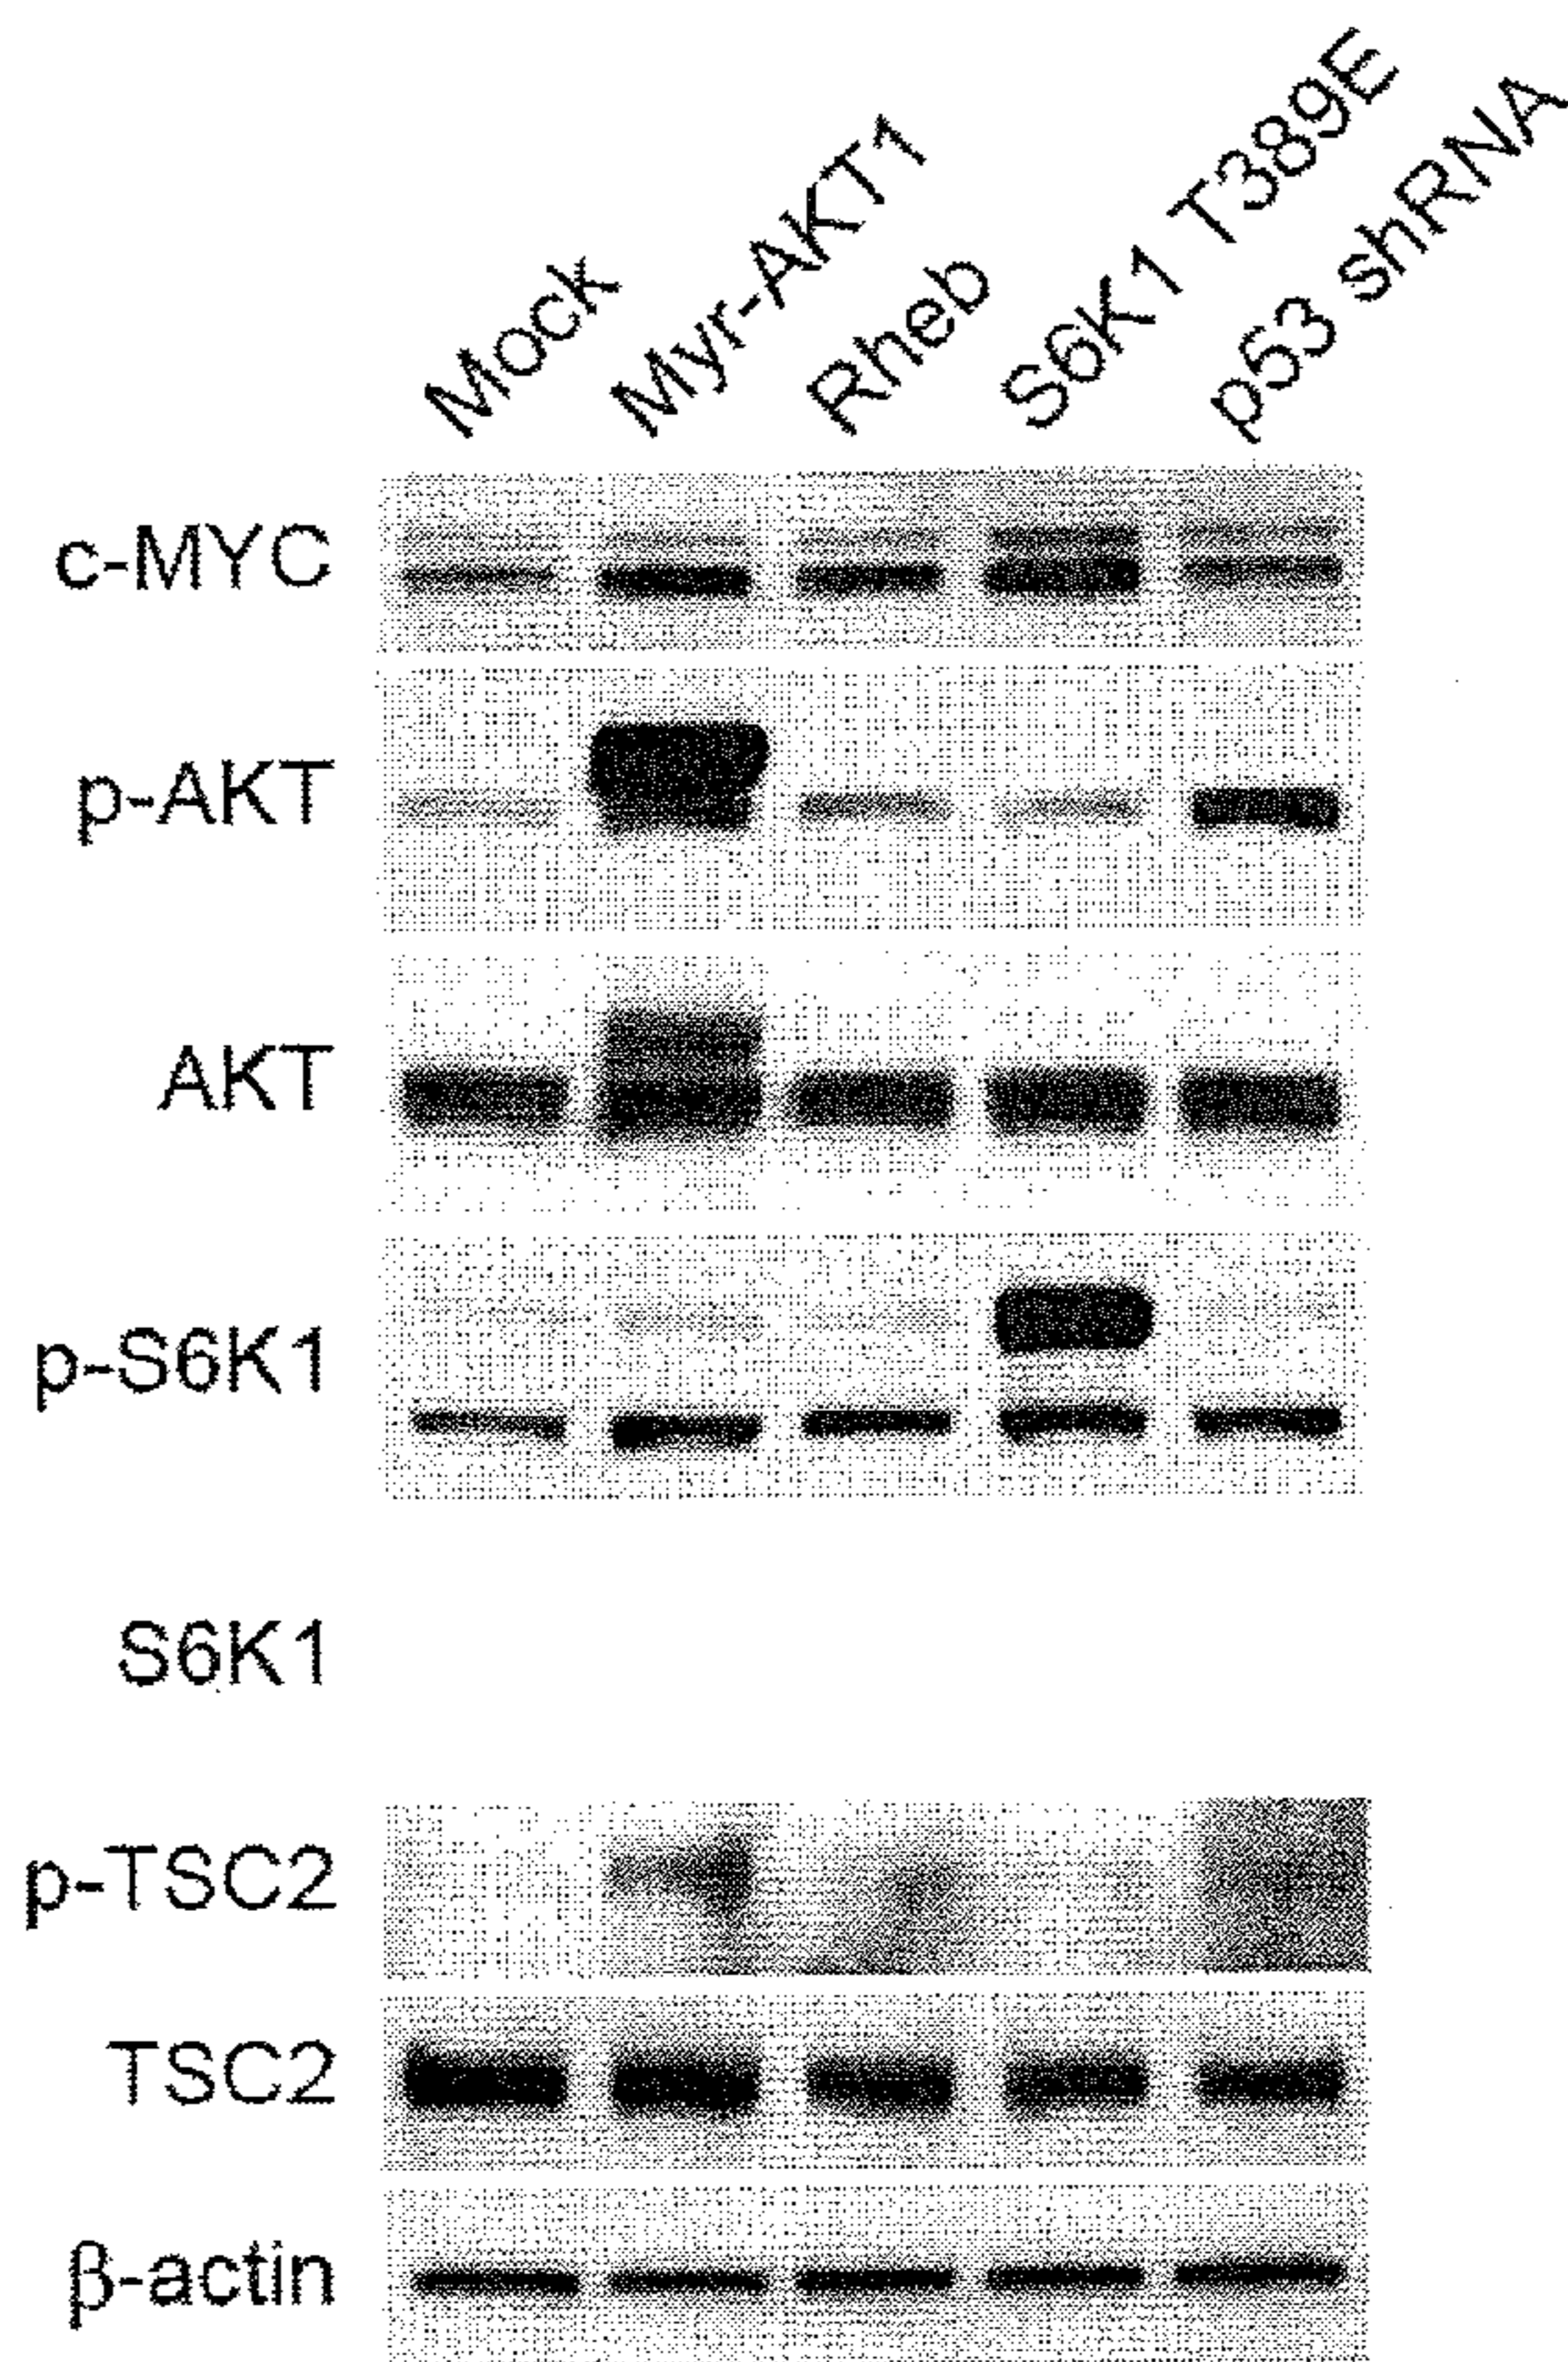 Mock
Myr-AKT1
Rheb
S6K1 T389E
p53 shRNA
c-MYC
p-AKT
AKT
p-S6K1
S6K1
p-TSC2
TSC2
β-actin